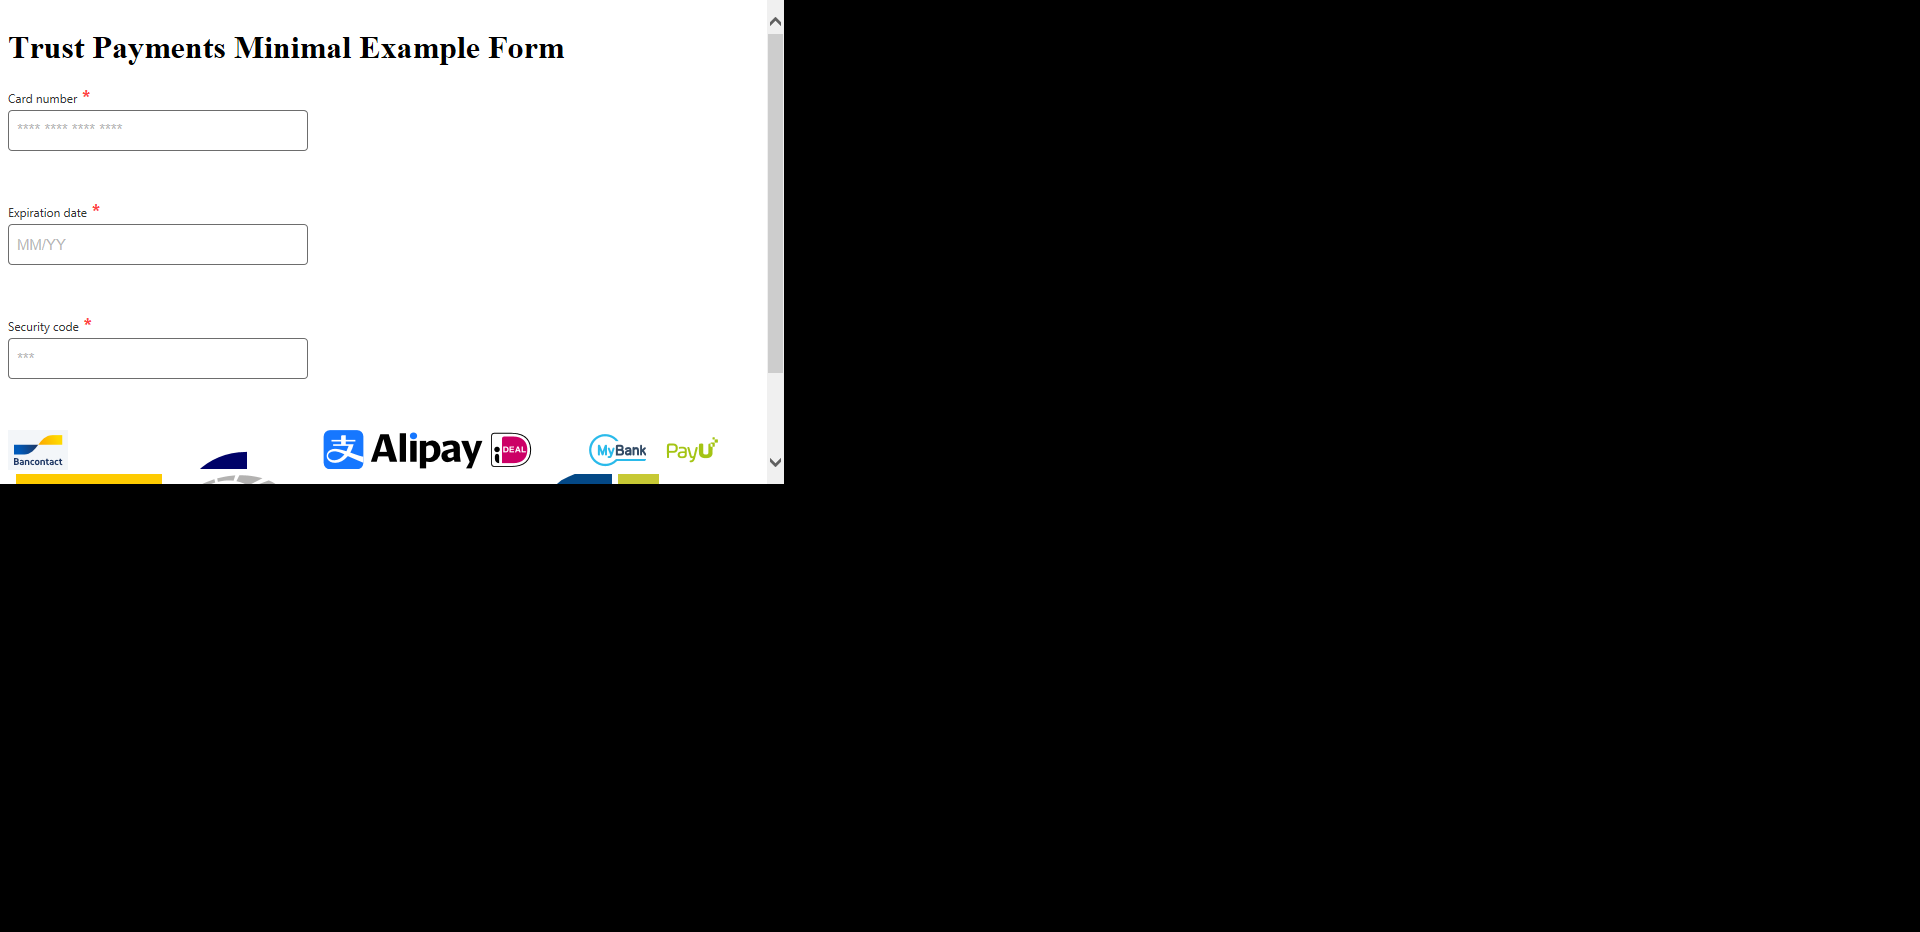 Trust Payments Minimal Example Form
Card number *
**** **** **** ****
Expiration date *
MM/YY
Security code *
***
Bancontact
支 Alipay iDEAL MyBank PayU